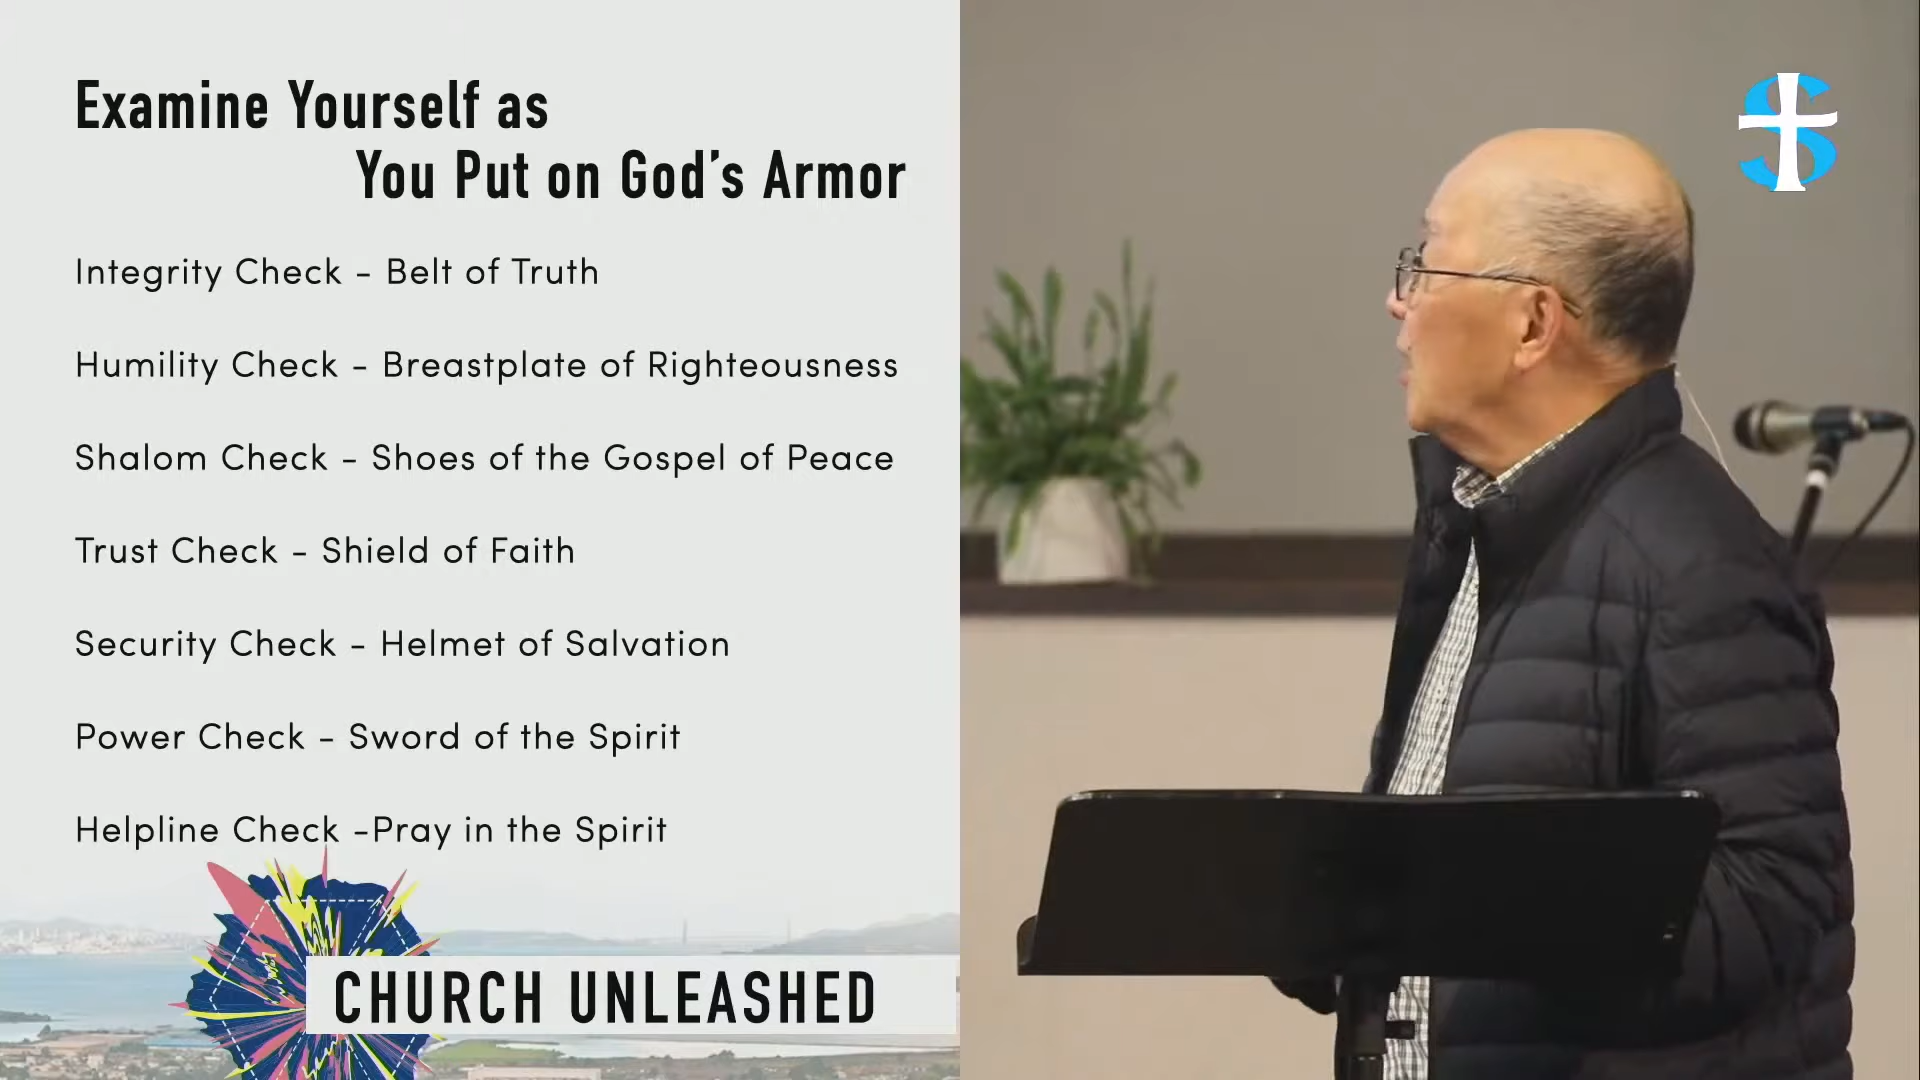 Examine Yourself as
You Put on God's Armor
Integrity Check - Belt of Truth
Humility Check - Breastplate of Righteousness
Shalom Check - Shoes of the Gospel of Peace
Trust Check - Shield of Faith
Security Check - Helmet of Salvation
Power Check - Sword of the Spirit
Helpline Check -Pray in the Spirit
CHURCH UNLEASHED